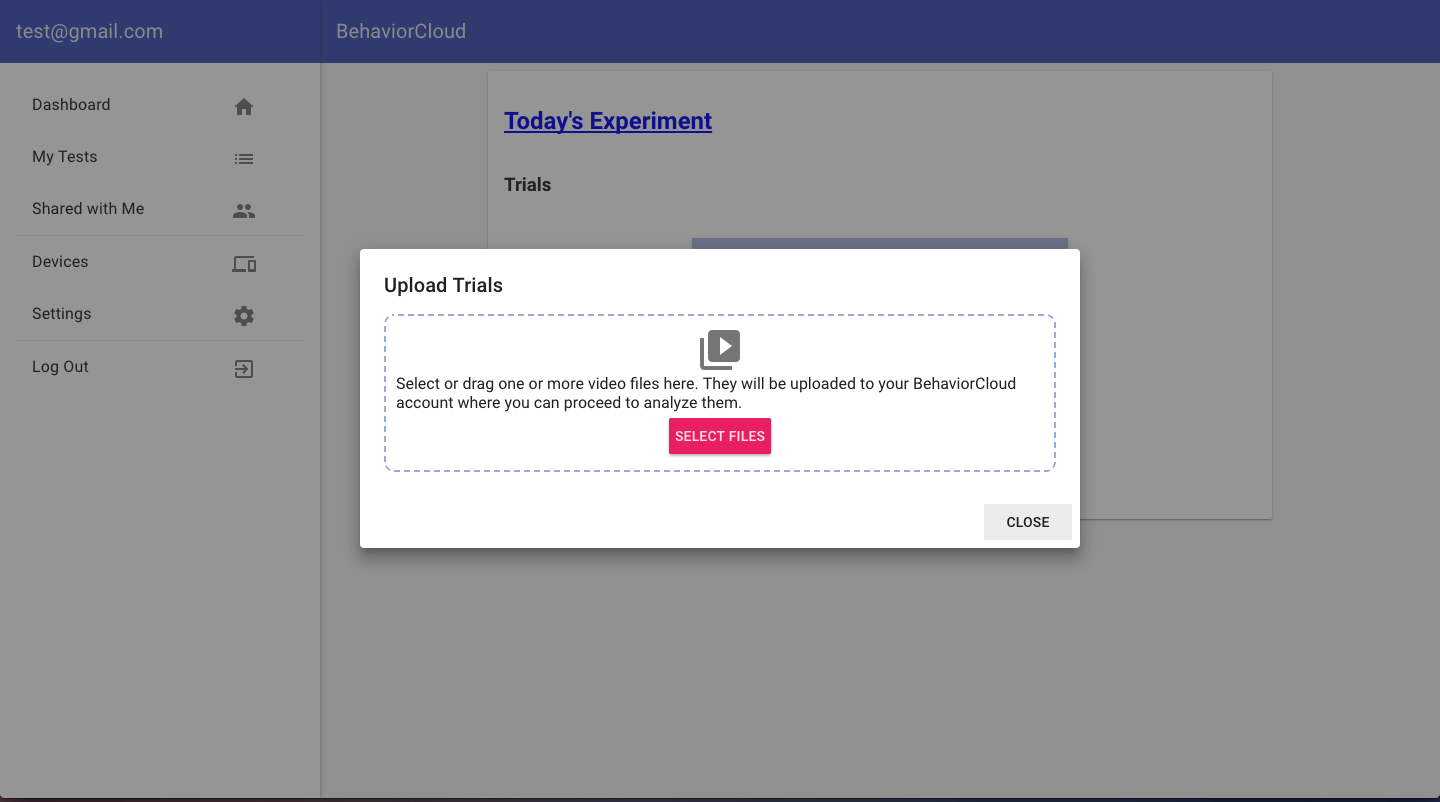 test@gmail.com
BehaviorCloud
Dashboard
My Tests
Shared with Me
Devices
Settings
Log Out
Today's Experiment
Trials
Upload Trials
Select or drag one or more video files here. They will be uploaded to your BehaviorCloud
account where you can proceed to analyze them.
SELECT FILES
CLOSE